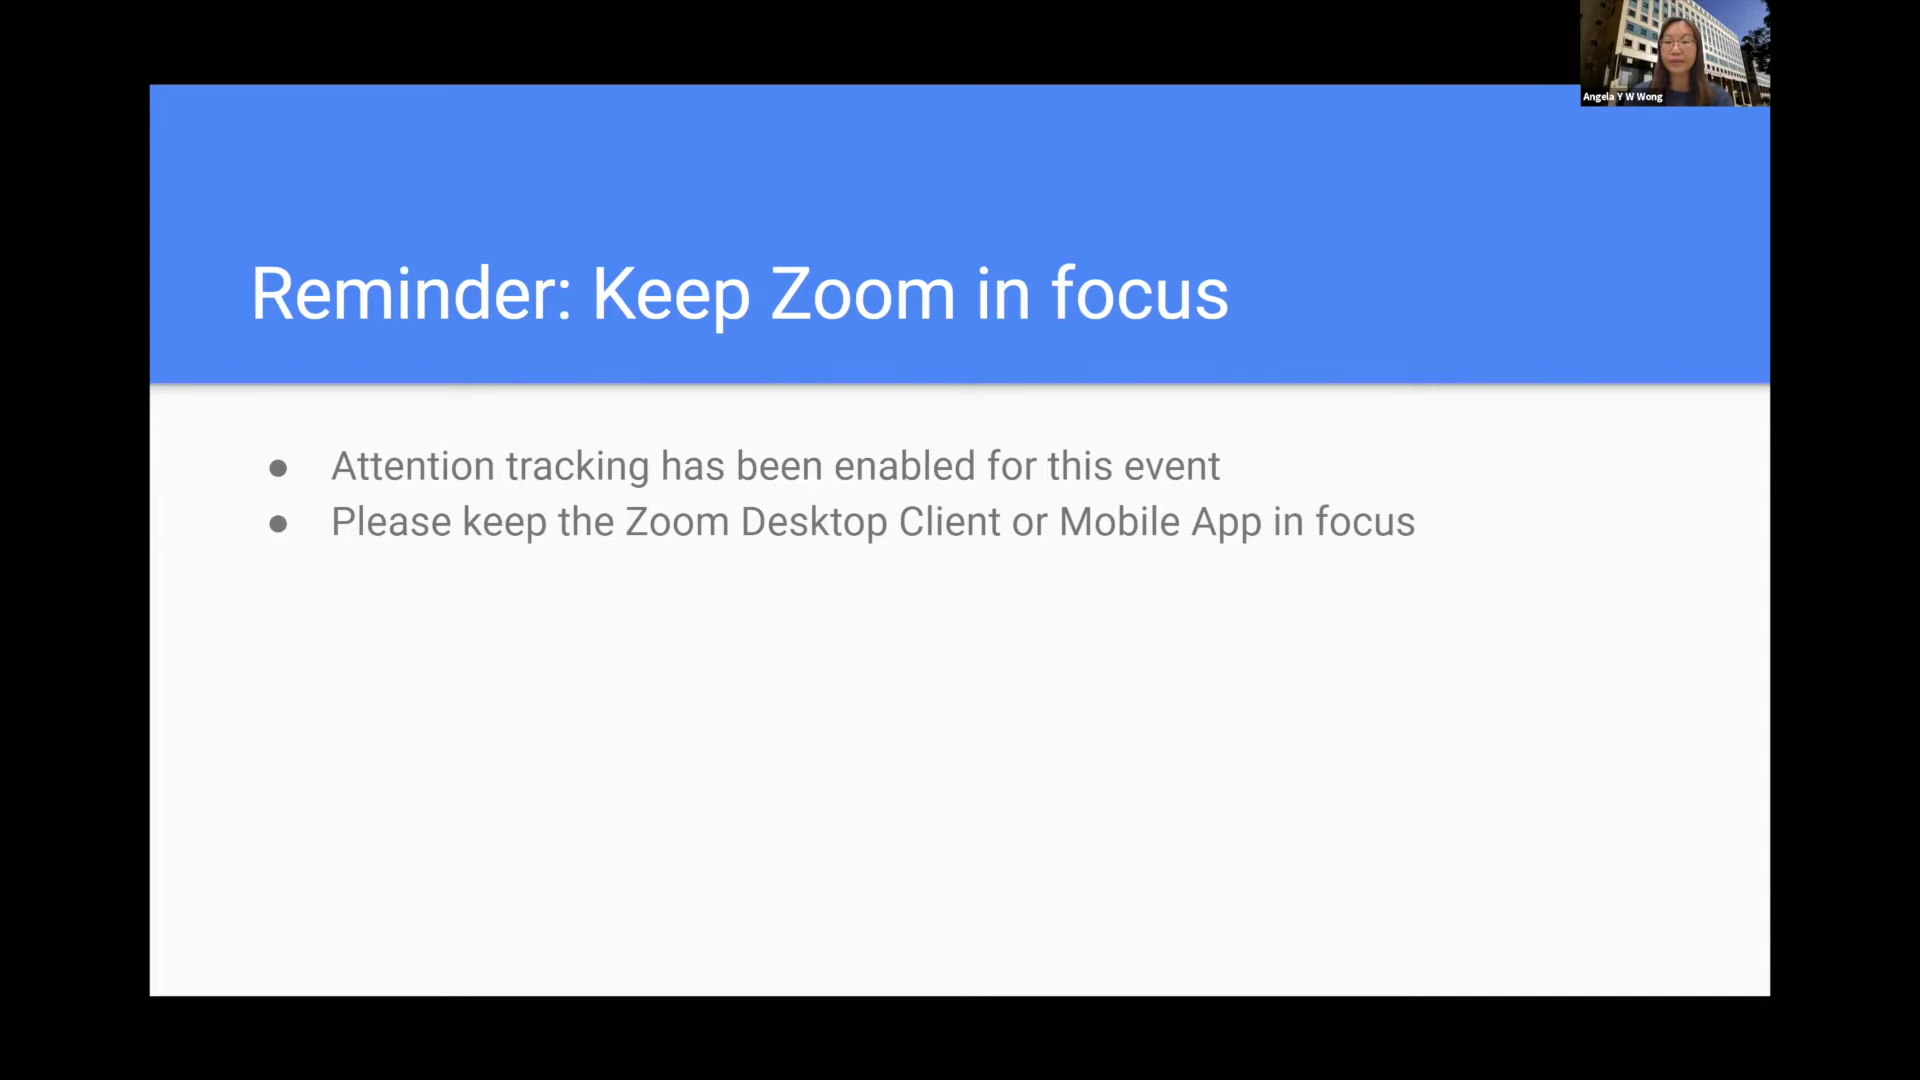 Angela Y W Wong
Reminder: Keep Zoom in focus
● Attention tracking has been enabled for this event
● Please keep the Zoom Desktop Client or Mobile App in focus